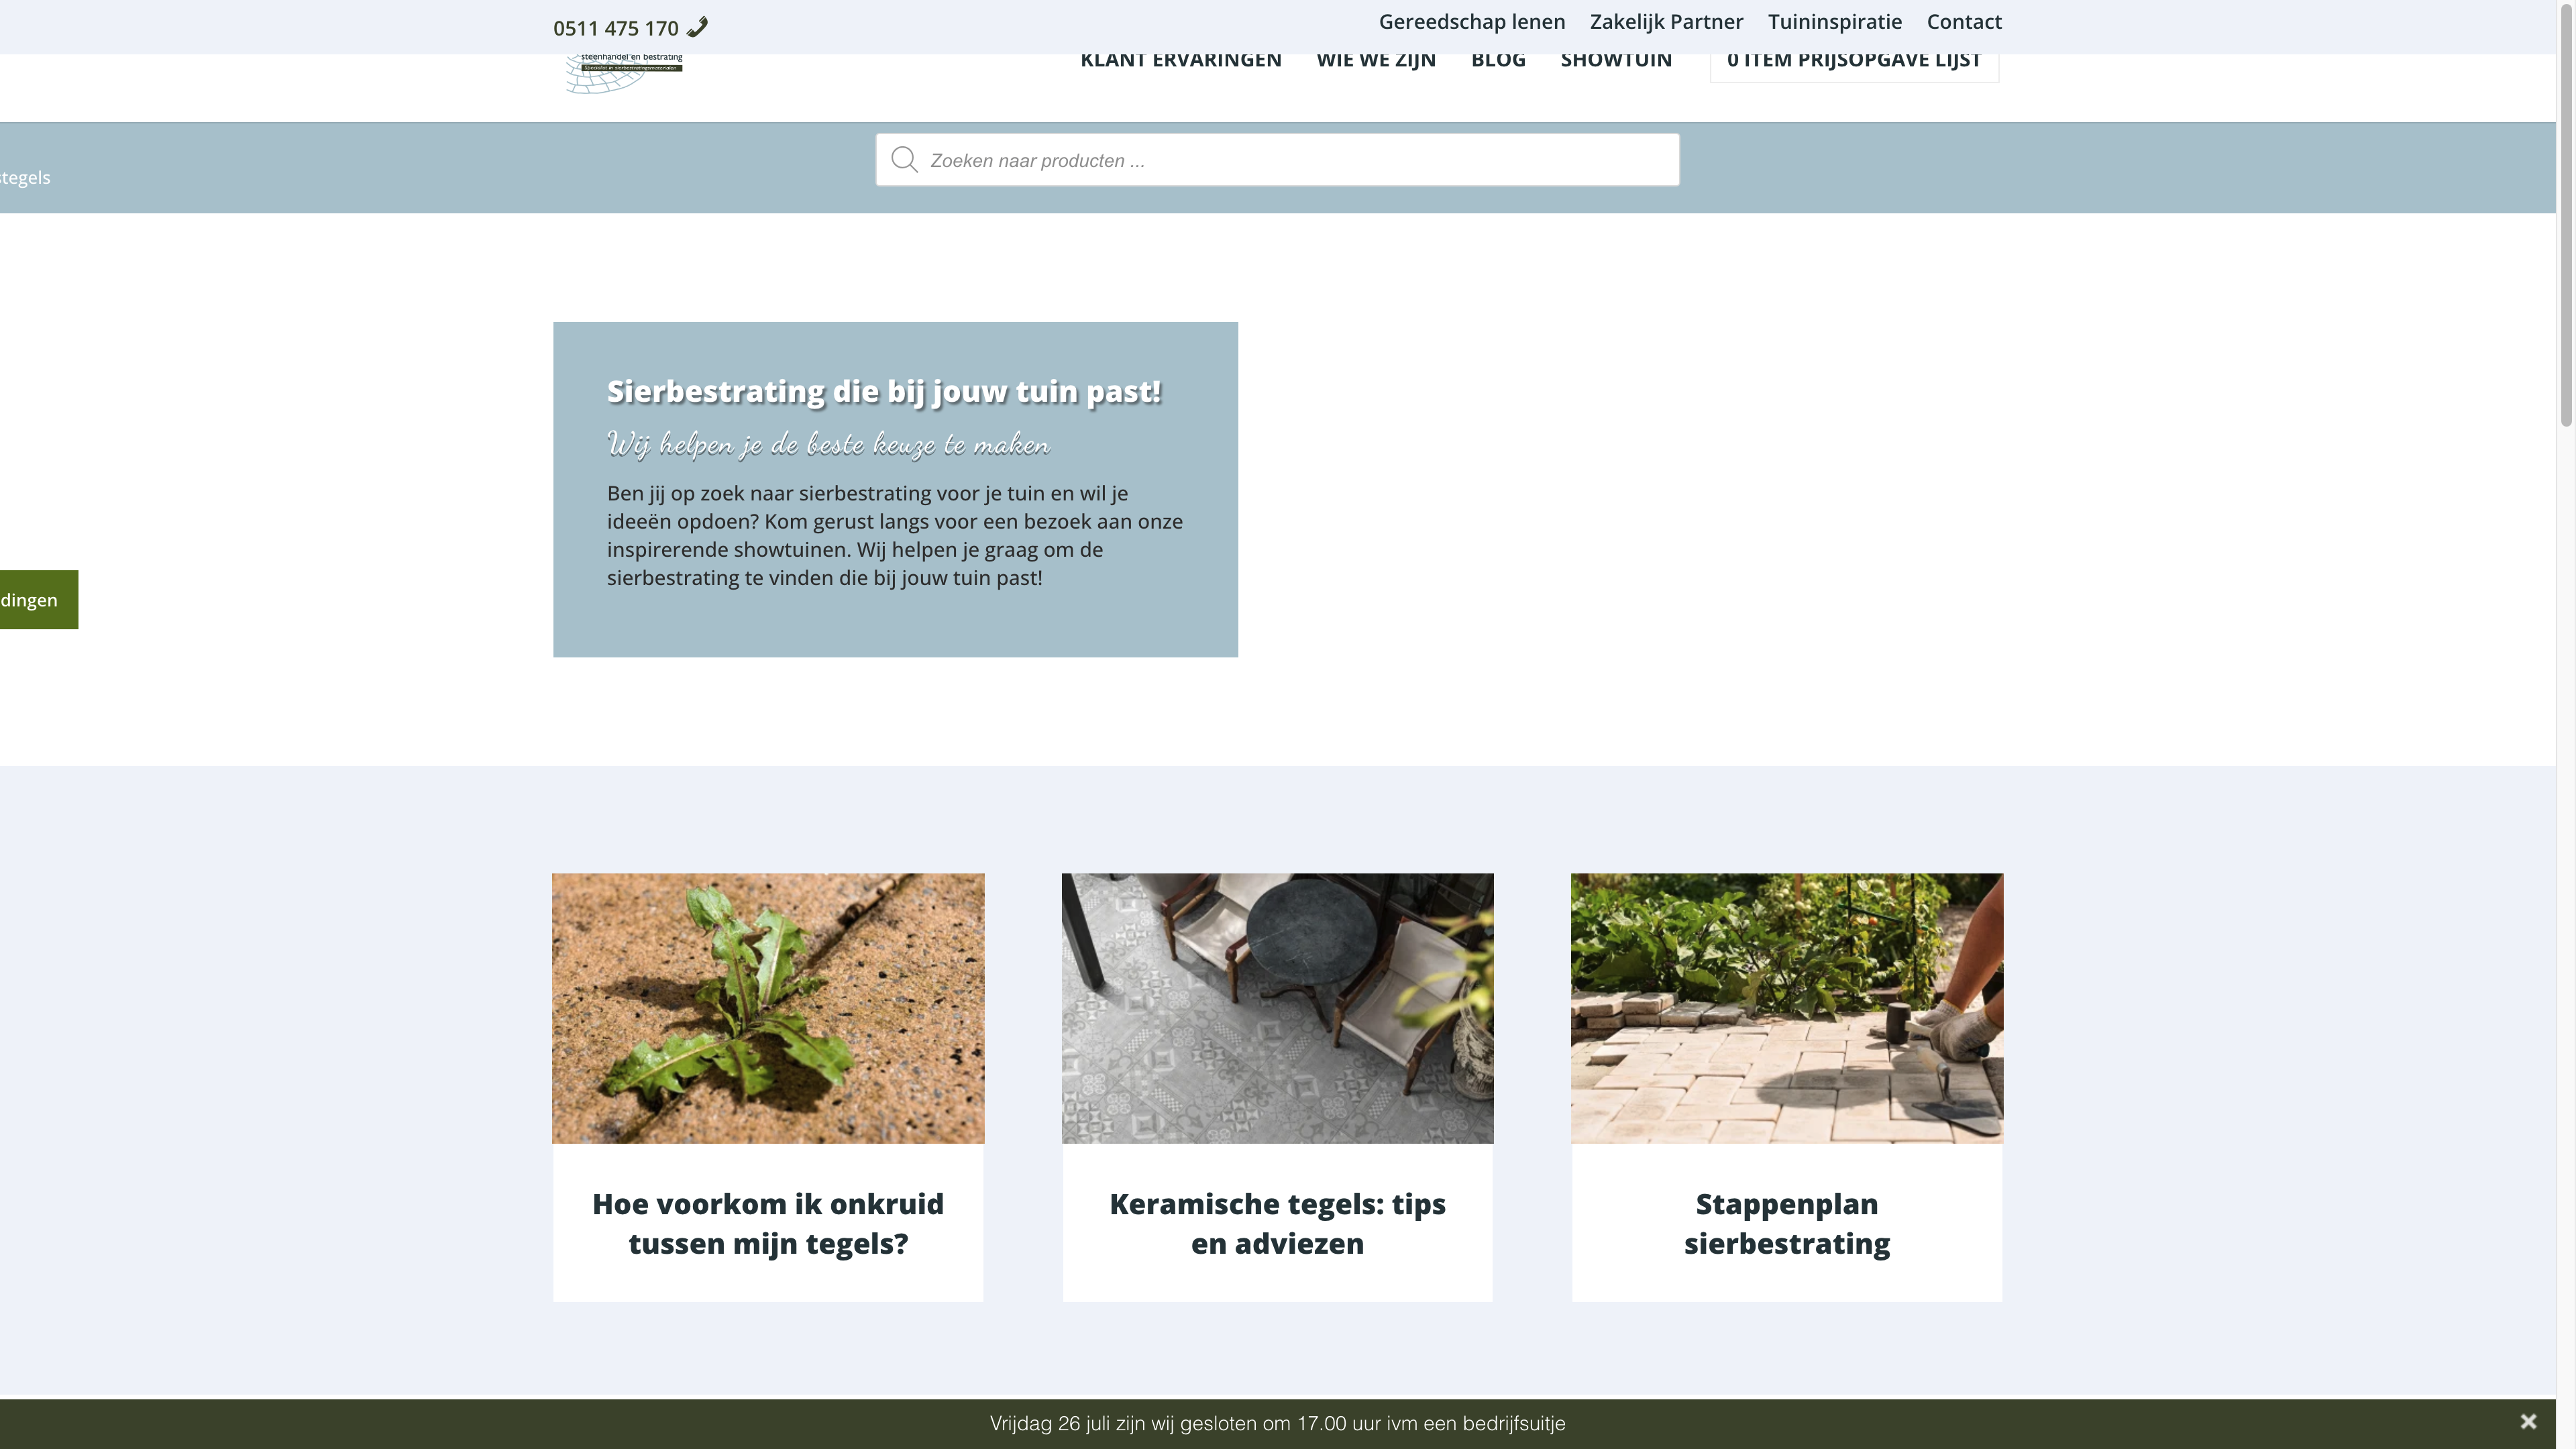 0511 475 170
Gereedschap lenen Zakelijk Partner Tuininspiratie Contact
steenhandel en bestrating
Specialist in sierbestratingsmaterialen
KLANT ERVARINGEN WIE WE ZIJN BLOG SHOWTUIN 0 ITEM PRIJSOPGAVE LIJST
Zoeken naar producten ...
tegels
Sierbestrating die bij jouw tuin past!
Wij helpen je de beste keuze te maken
Ben jij op zoek naar sierbestrating voor je tuin en wil je
ideeën opdoen? Kom gerust langs voor een bezoek aan onze
inspirerende showtuinen. Wij helpen je graag om de
sierbestrating te vinden die bij jouw tuin past!
dingen
Hoe voorkom ik onkruid
tussen mijn tegels?
Keramische tegels: tips
en adviezen
Stappenplan
sierbestrating
Vrijdag 26 juli zijn wij gesloten om 17.00 uur ivm een bedrijfsuitje